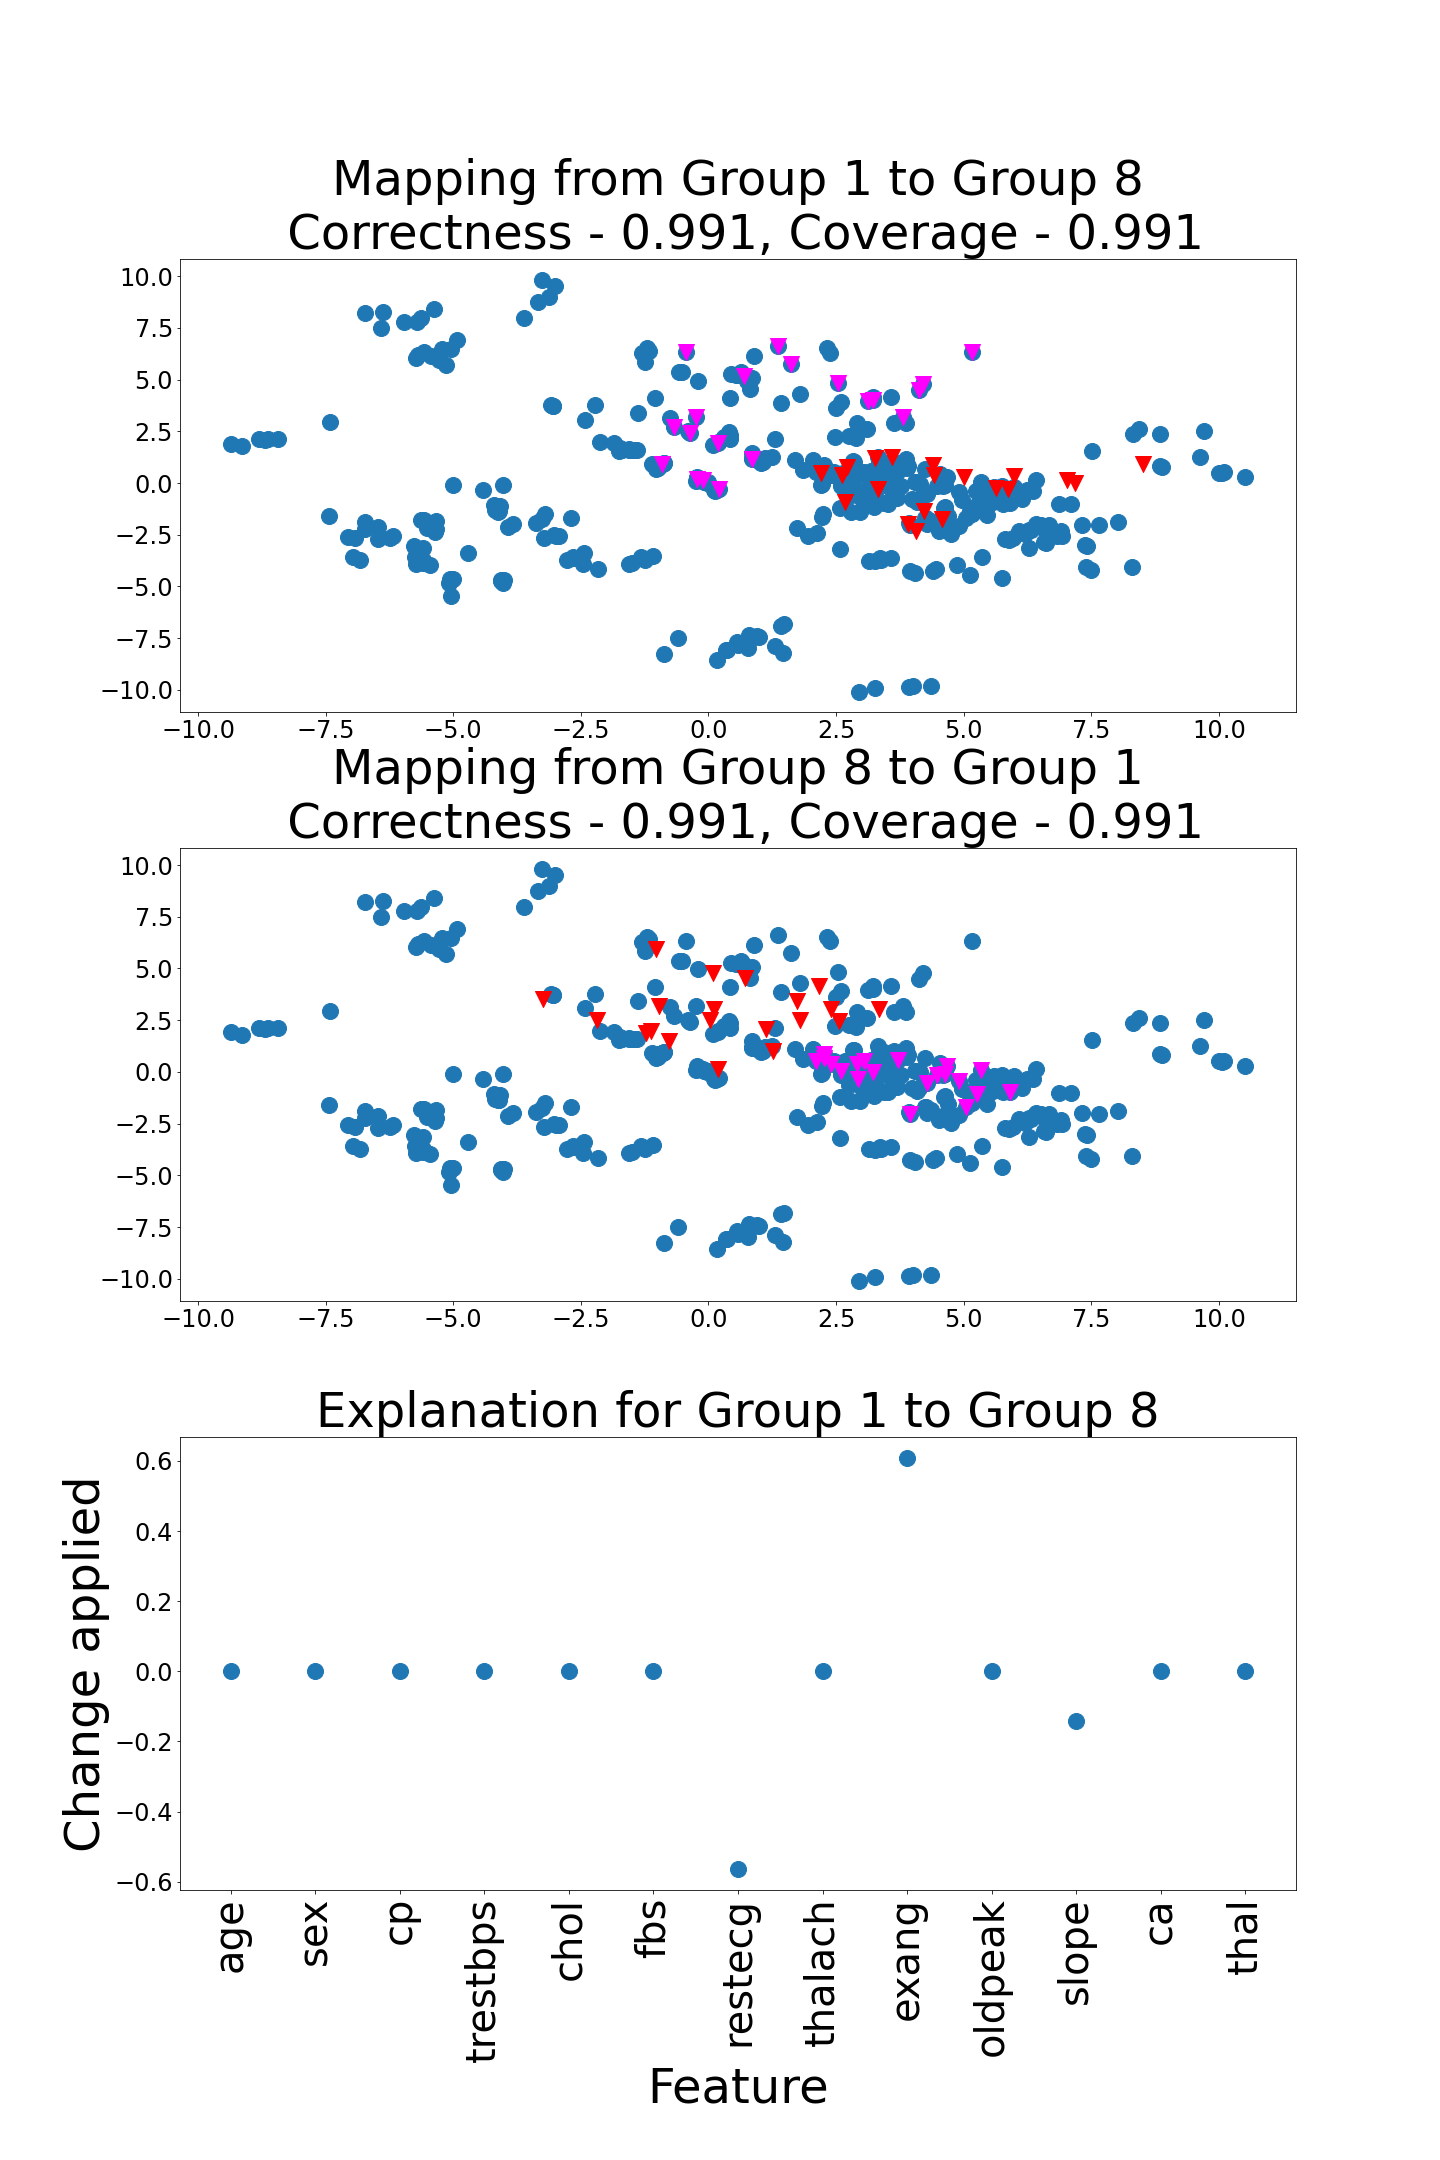 Mapping from Group 1 to Group 8
Correctness - 0.991, Coverage - 0.991
10.0
7.5
5.0
2.5
0.0
−2.5
−5.0
−7.5
−10.0
−10.0 −7.5 −5.0 −2.5 0.0 2.5 5.0 7.5 10.0
Mapping from Group 8 to Group 1
Correctness - 0.991, Coverage - 0.991
10.0
7.5
5.0
2.5
0.0
−2.5
−5.0
−7.5
−10.0
−10.0 −7.5 −5.0 −2.5 0.0 2.5 5.0 7.5 10.0
Explanation for Group 1 to Group 8
Change applied
0.6
0.4
0.2
0.0
−0.2
−0.4
−0.6
age sex cp trestbps chol fbs restecg thalach exang oldpeak slope ca thal
Feature